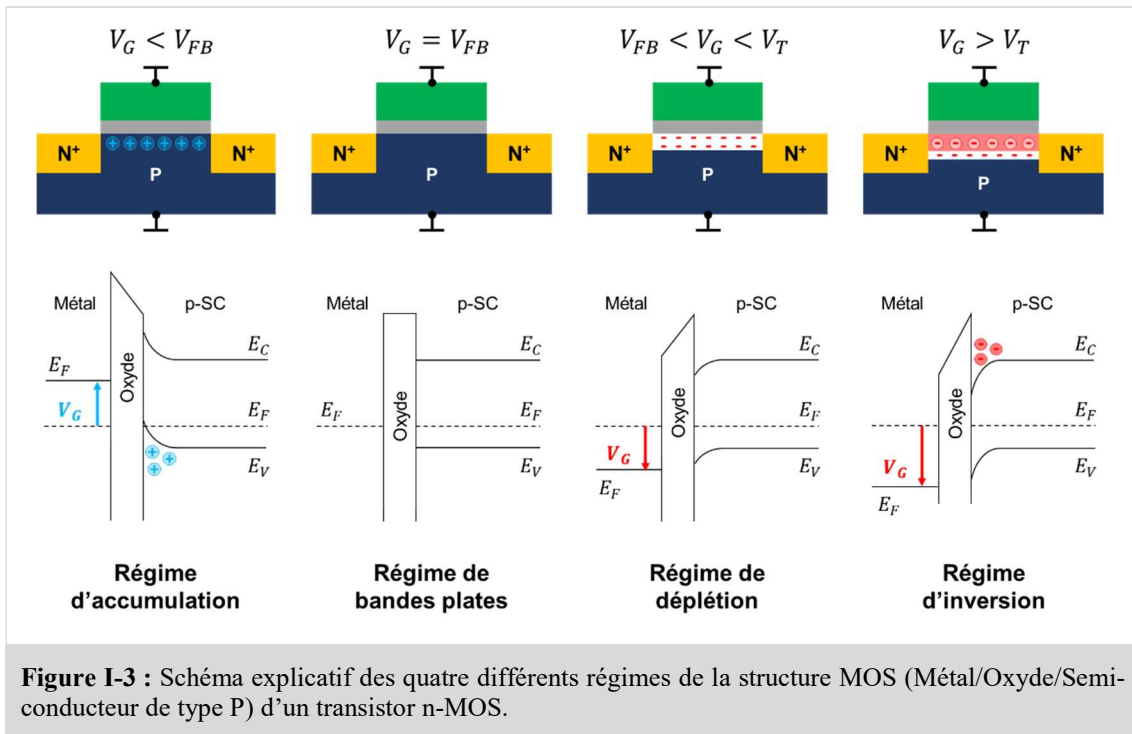 V_G < V_FB
V_G = V_FB
V_FB < V_G < V_T
V_G > V_T
N⁺ P N⁺
N⁺ P N⁺
N⁺ P N⁺
N⁺ P N⁺
Métal Oxyde p-SC
E_C
E_F
E_F
V_G
E_V
Métal Oxyde p-SC
E_C
E_F
E_F
E_V
Métal Oxyde p-SC
E_C
E_F
V_G
E_V
E_F
Métal Oxyde p-SC
E_C
E_F
V_G
E_V
E_F
Régime
d'accumulation
Régime de
bandes plates
Régime de
déplétion
Régime
d'inversion
Figure I-3 : Schéma explicatif des quatre différents régimes de la structure MOS (Métal/Oxyde/Semi-
conducteur de type P) d'un transistor n-MOS.